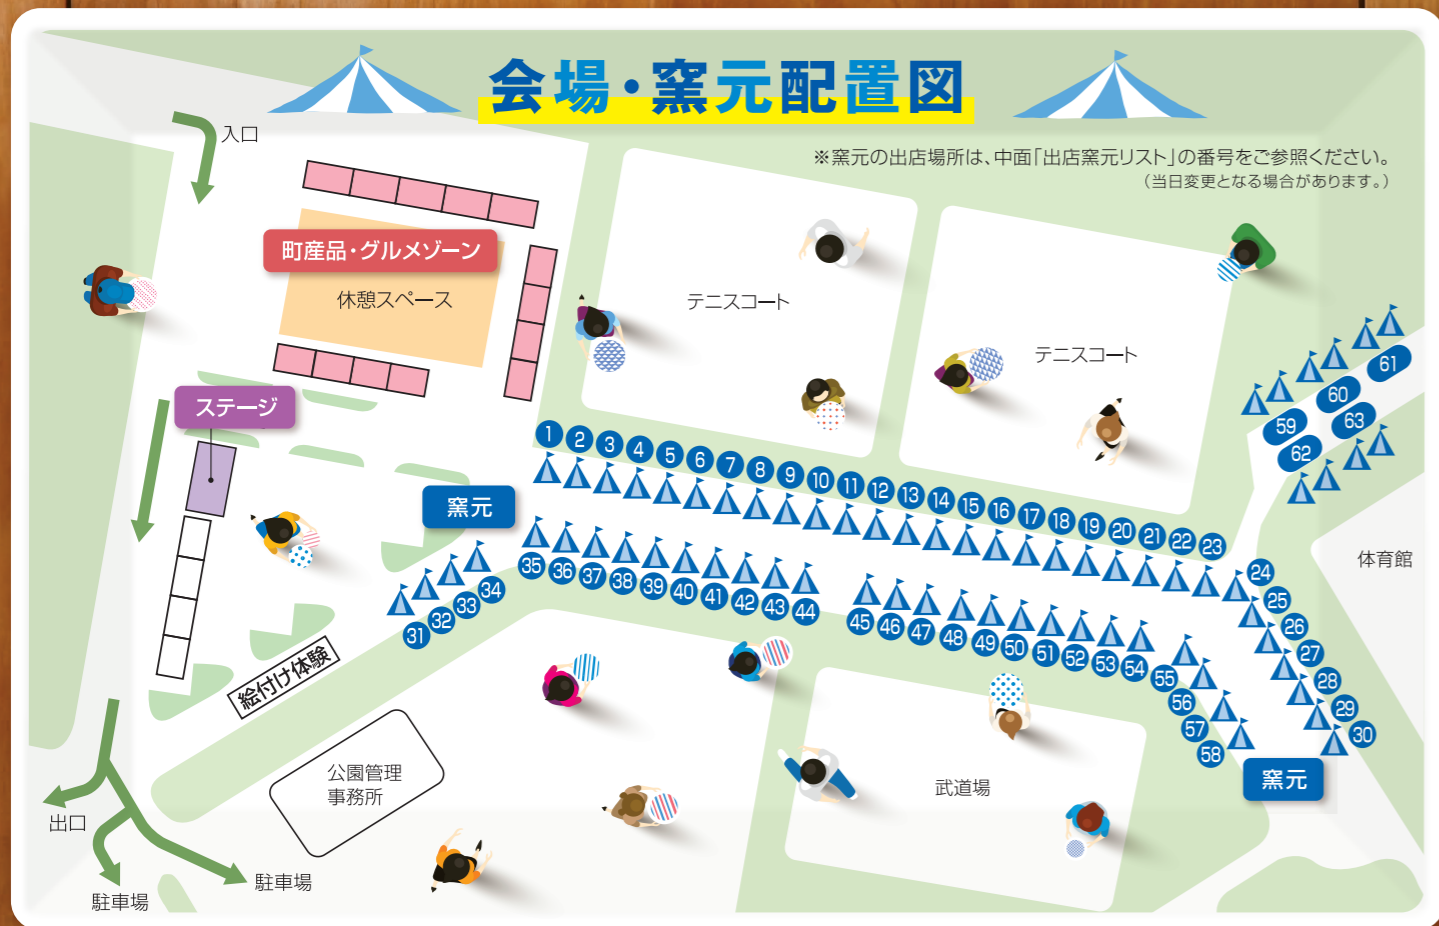 会場・窯元配置図
※窯元の出店場所は、中面「出店窯元リスト」の番号をご参照ください。
(当日変更となる場合があります。)
入口
町産品・グルメゾーン
休憩スペース
テニスコート
テニスコート
ステージ
窯元
1 2 3 4 5 6 7 8 9 10 11 12 13 14 15 16 17 18 19 20 21 22 23
24
25
26
27
28
29
30
31 32 33 34
35 36 37 38 39 40 41 42 43 44
45 46 47 48 49 50 51 52 53 54
55
56
57
58
59 60 61
62 63
体育館
絵付け体験
公園管理
事務所
武道場
窯元
出口
駐車場
駐車場